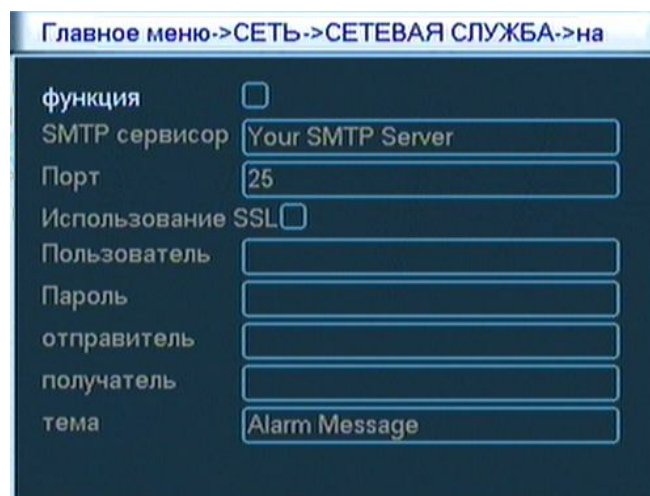 Главное меню->СЕТЬ->СЕТЕВАЯ СЛУЖБА->на
функция
SMTP сервисор Your SMTP Server
Порт 25
Использование SSL
Пользователь
Пароль
отправитель
получатель
тема Alarm Message